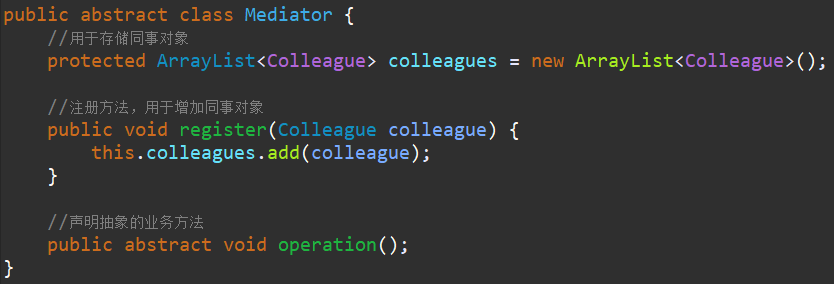 public abstract class Mediator {
//用于存储同事对象
protected ArrayList<Colleague> colleagues = new ArrayList<Colleague>();
//注册方法，用于增加同事对象
public void register(Colleague colleague) {
this.colleagues.add(colleague);
}
//声明抽象的业务方法
public abstract void operation();
}